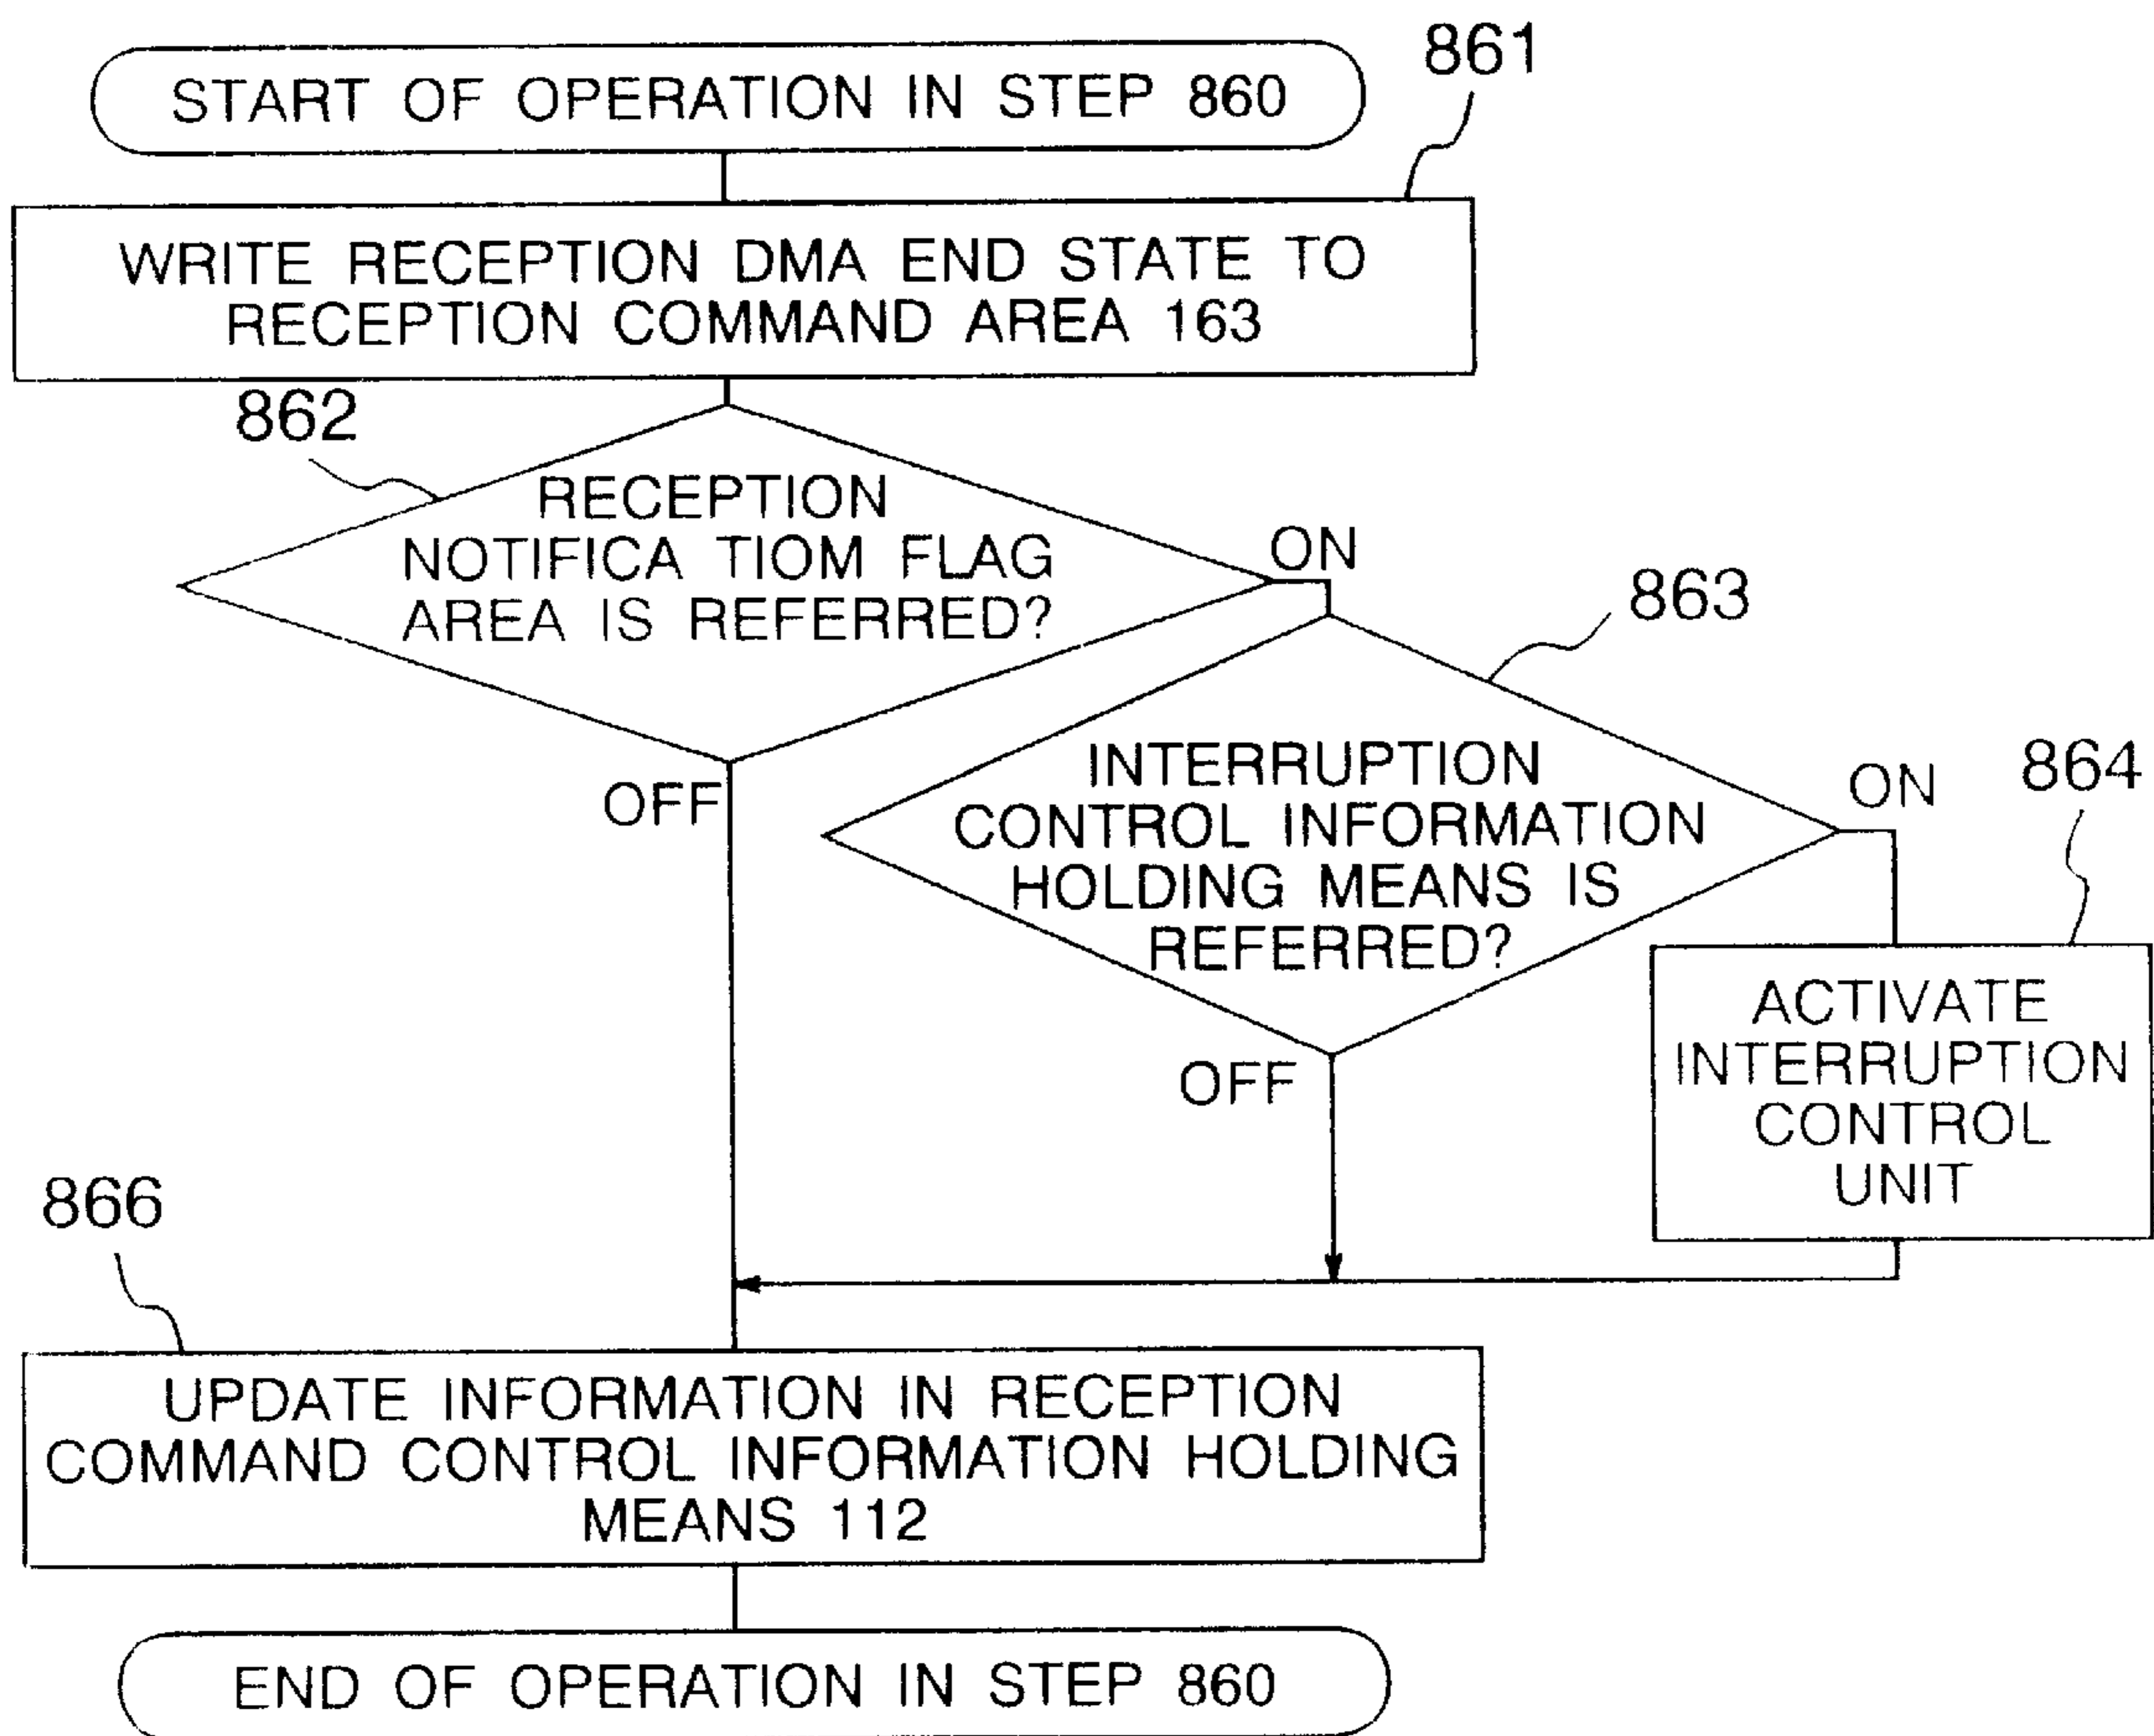 861
START OF OPERATION IN STEP 860
WRITE RECEPTION DMA END STATE TO
RECEPTION COMMAND AREA 163
862
RECEPTION
NOTIFICA TIOM FLAG
AREA IS REFERRED?
ON
OFF
863
INTERRUPTION
CONTROL INFORMATION
HOLDING MEANS IS
REFERRED?
ON
OFF
864
ACTIVATE
INTERRUPTION
CONTROL
UNIT
866
UPDATE INFORMATION IN RECEPTION
COMMAND CONTROL INFORMATION HOLDING
MEANS 112
END OF OPERATION IN STEP 860